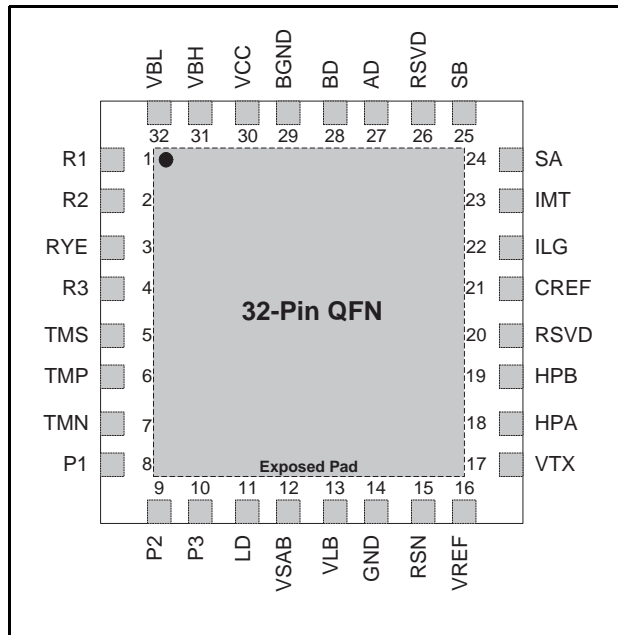 VBL VBH VCC BGND BD AD RSVD SB
32 31 30 29 28 27 26 25
R1 1 24 SA
R2 2 23 IMT
RYE 3 22 ILG
R3 4 21 CREF
32-Pin QFN
TMS 5 20 RSVD
TMP 6 19 HPB
TMN 7 18 HPA
P1 8 17 VTX
Exposed Pad
9 10 11 12 13 14 15 16
P2 P3 LD VSAB VLB GND RSN VREF